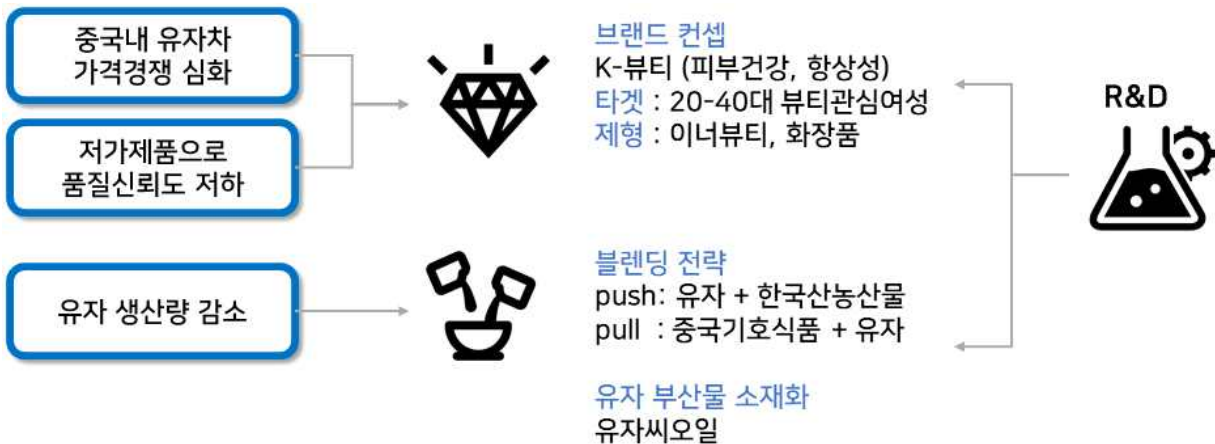 중국내 유자차
가격경쟁 심화
저가제품으로
품질신뢰도 저하
브랜드 컨셉
K-뷰티 (피부건강, 항상성)
타겟 : 20-40대 뷰티관심여성
제형 : 이너뷰티, 화장품
R&D
유자 생산량 감소
블렌딩 전략
push: 유자 + 한국산농산물
pull : 중국기호식품 + 유자
유자 부산물 소재화
유자씨오일